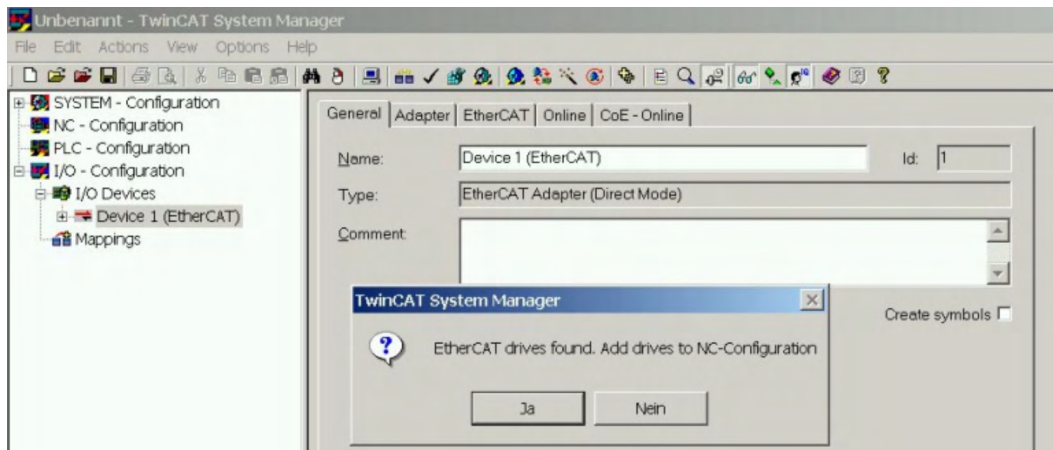 Unbenannt - TwinCAT System Manager
File Edit Actions View Options Help
SYSTEM - Configuration
NC - Configuration
PLC - Configuration
I/O - Configuration
I/O Devices
Device 1 (EtherCAT)
Mappings
General Adapter EtherCAT Online CoE - Online
Name: Device 1 (EtherCAT) Id: 1
Type: EtherCAT Adapter (Direct Mode)
Comment:
Create symbols
TwinCAT System Manager
EtherCAT drives found. Add drives to NC-Configuration
Ja Nein